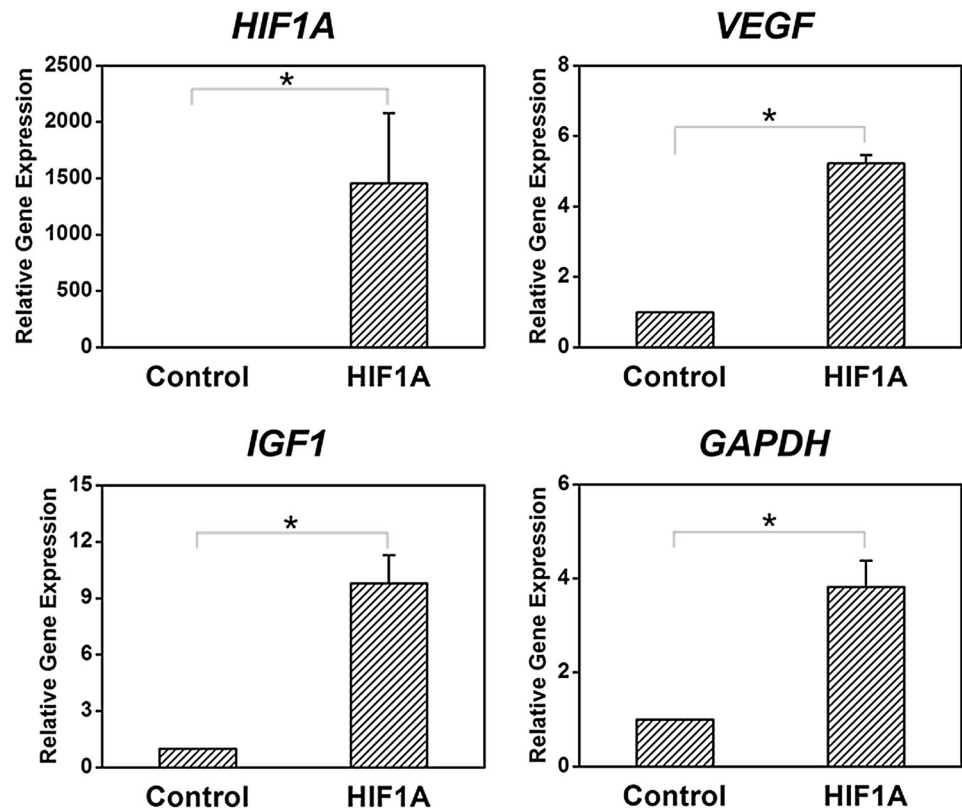 HIF1A
Relative Gene Expression
2500
2000
1500
1000
500
0
*
Control HIF1A
VEGF
Relative Gene Expression
8
6
4
2
0
*
Control HIF1A
IGF1
Relative Gene Expression
15
12
9
6
3
0
*
Control HIF1A
GAPDH
Relative Gene Expression
6
4
2
0
*
Control HIF1A